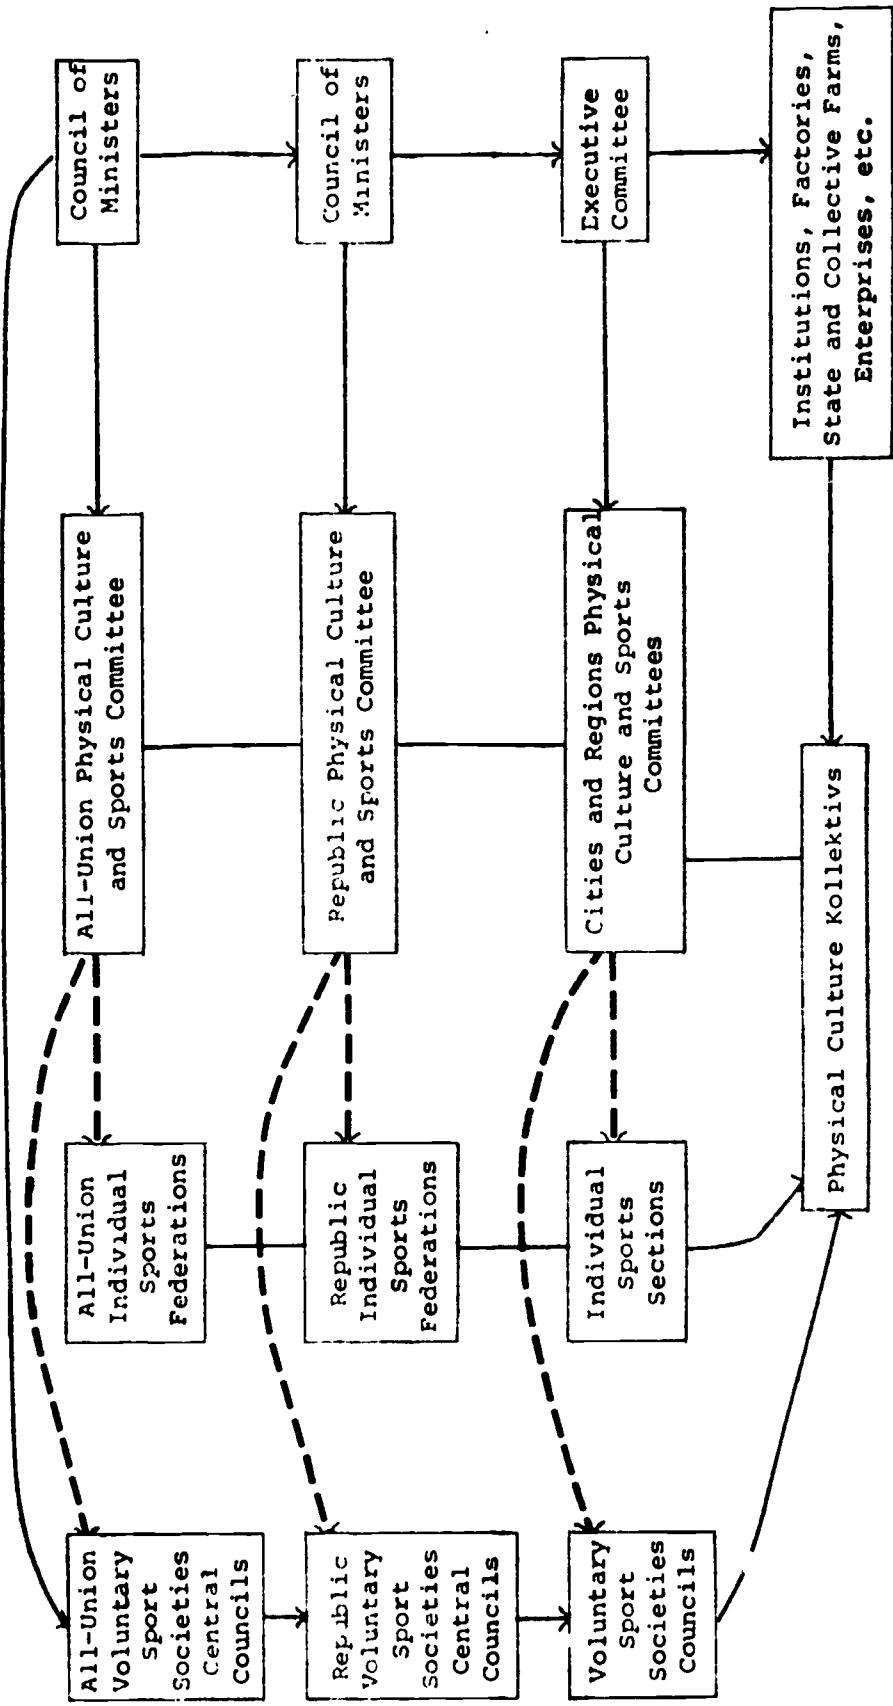 All-Union
Voluntary
Sport
Societies
Central
Councils
All-Union
Individual
Sports
Federations
All-Union Physical Culture
and Sports Committee
Council of
Ministers
Republic
Voluntary
Sport
Societies
Central
Councils
Republic
Individual
Sports
Federations
Republic Physical Culture
and Sports Committee
Council of
Ministers
Voluntary
Sport
Societies
Councils
Individual
Sports
Sections
Cities and Regions Physical
Culture and Sports
Committees
Executive
Committee
Physical Culture Kollektivs
Institutions, Factories,
State and Collective Farms,
Enterprises, etc.